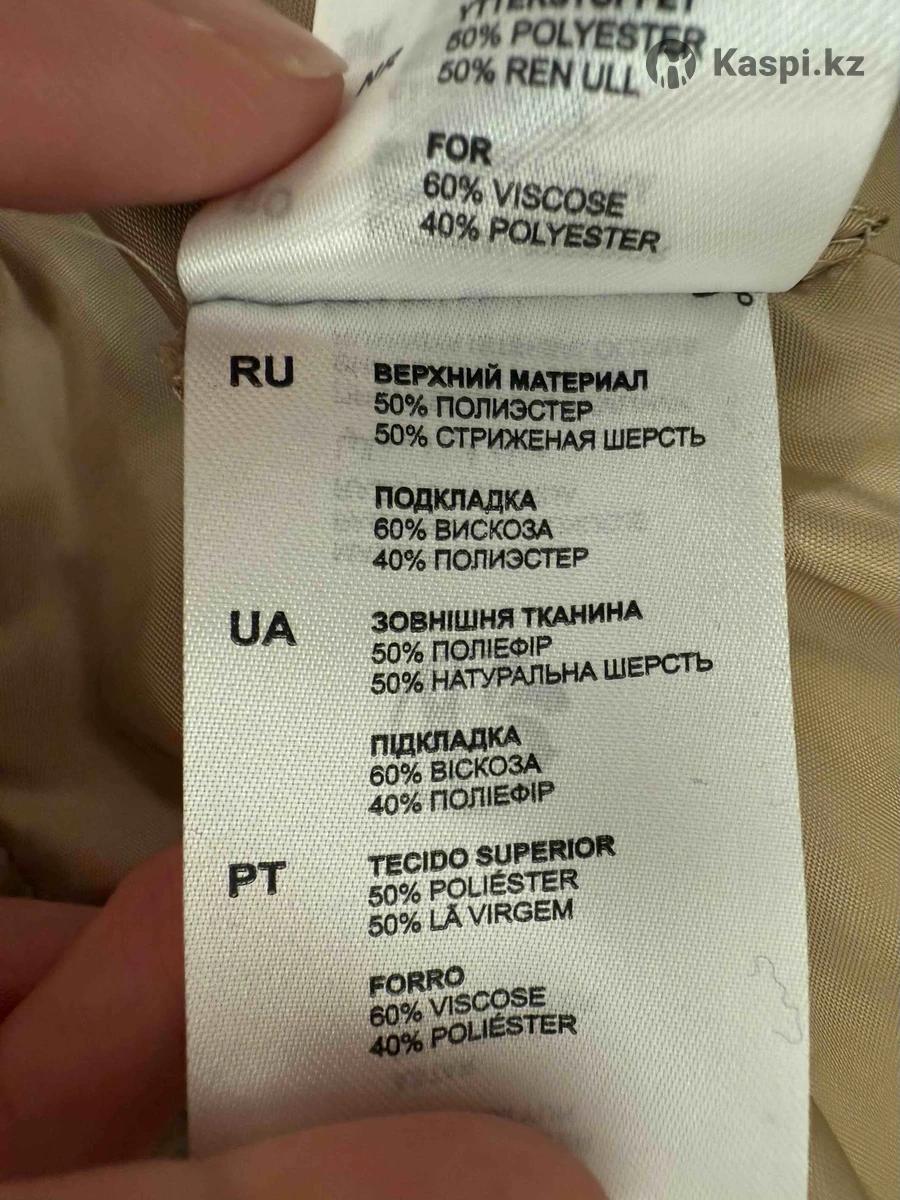 YTTERSTOFFET
50% POLYESTER
50% REN ULL
Kaspi.kz
FOR
60% VISCOSE
40% POLYESTER
RU
ВЕРХНИЙ МАТЕРИАЛ
50% ПОЛИЭСТЕР
50% СТРИЖЕНАЯ ШЕРСТЬ
ПОДКЛАДКА
60% ВИСКОЗА
40% ПОЛИЭСТЕР
UA
ЗОВНІШНЯ ТКАНИНА
50% ПОЛІЕФІР
50% НАТУРАЛЬНА ШЕРСТЬ
ПІДКЛАДКА
60% ВІСКОЗА
40% ПОЛІЕФІР
PT
TECIDO SUPERIOR
50% POLIÉSTER
50% LÃ VIRGEM
FORRO
60% VISCOSE
40% POLIÉSTER